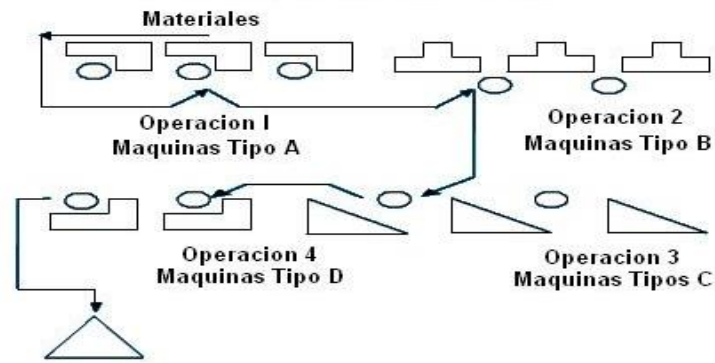 Materiales
Operacion I
Maquinas Tipo A
Operacion 2
Maquinas Tipo B
Operacion 4
Maquinas Tipo D
Operacion 3
Maquinas Tipos C